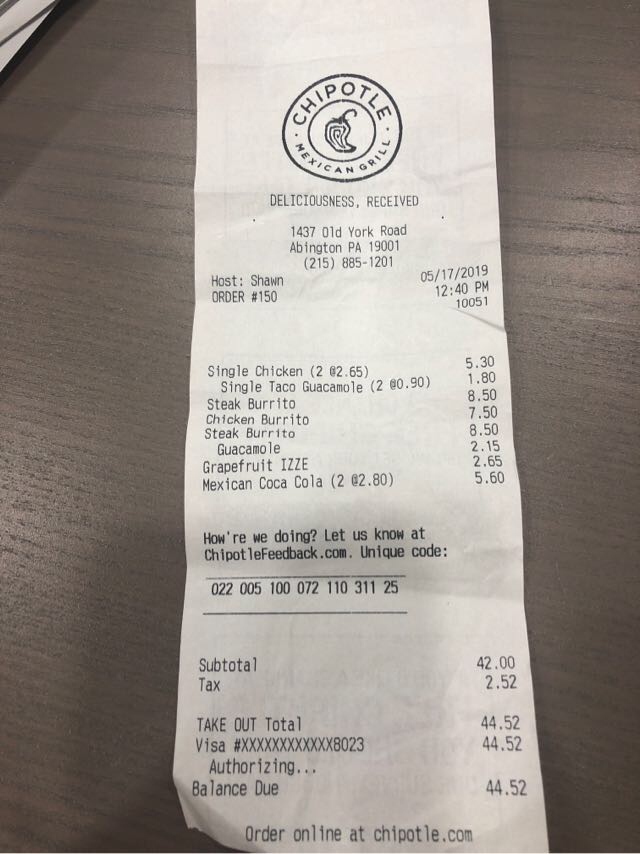 CHIPOTLE
MEXICAN GRILL
DELICIOUSNESS, RECEIVED
1437 Old York Road
Abington PA 19001
(215) 885-1201
Host: Shawn 05/17/2019
ORDER #150 12:40 PM
10051
Single Chicken (2 @2.65) 5.30
Single Taco Guacamole (2 @0.90) 1.80
Steak Burrito 8.50
Chicken Burrito 7.50
Steak Burrito 8.50
Guacamole 2.15
Grapefruit IZZE 2.65
Mexican Coca Cola (2 @2.80) 5.60
How're we doing? Let us know at
ChipotleFeedback.com. Unique code:
022 005 100 072 110 311 25
Subtotal 42.00
Tax 2.52
TAKE OUT Total 44.52
Visa #XXXXXXXXXXXX8023 44.52
Authorizing...
Balance Due 44.52
Order online at chipotle.com